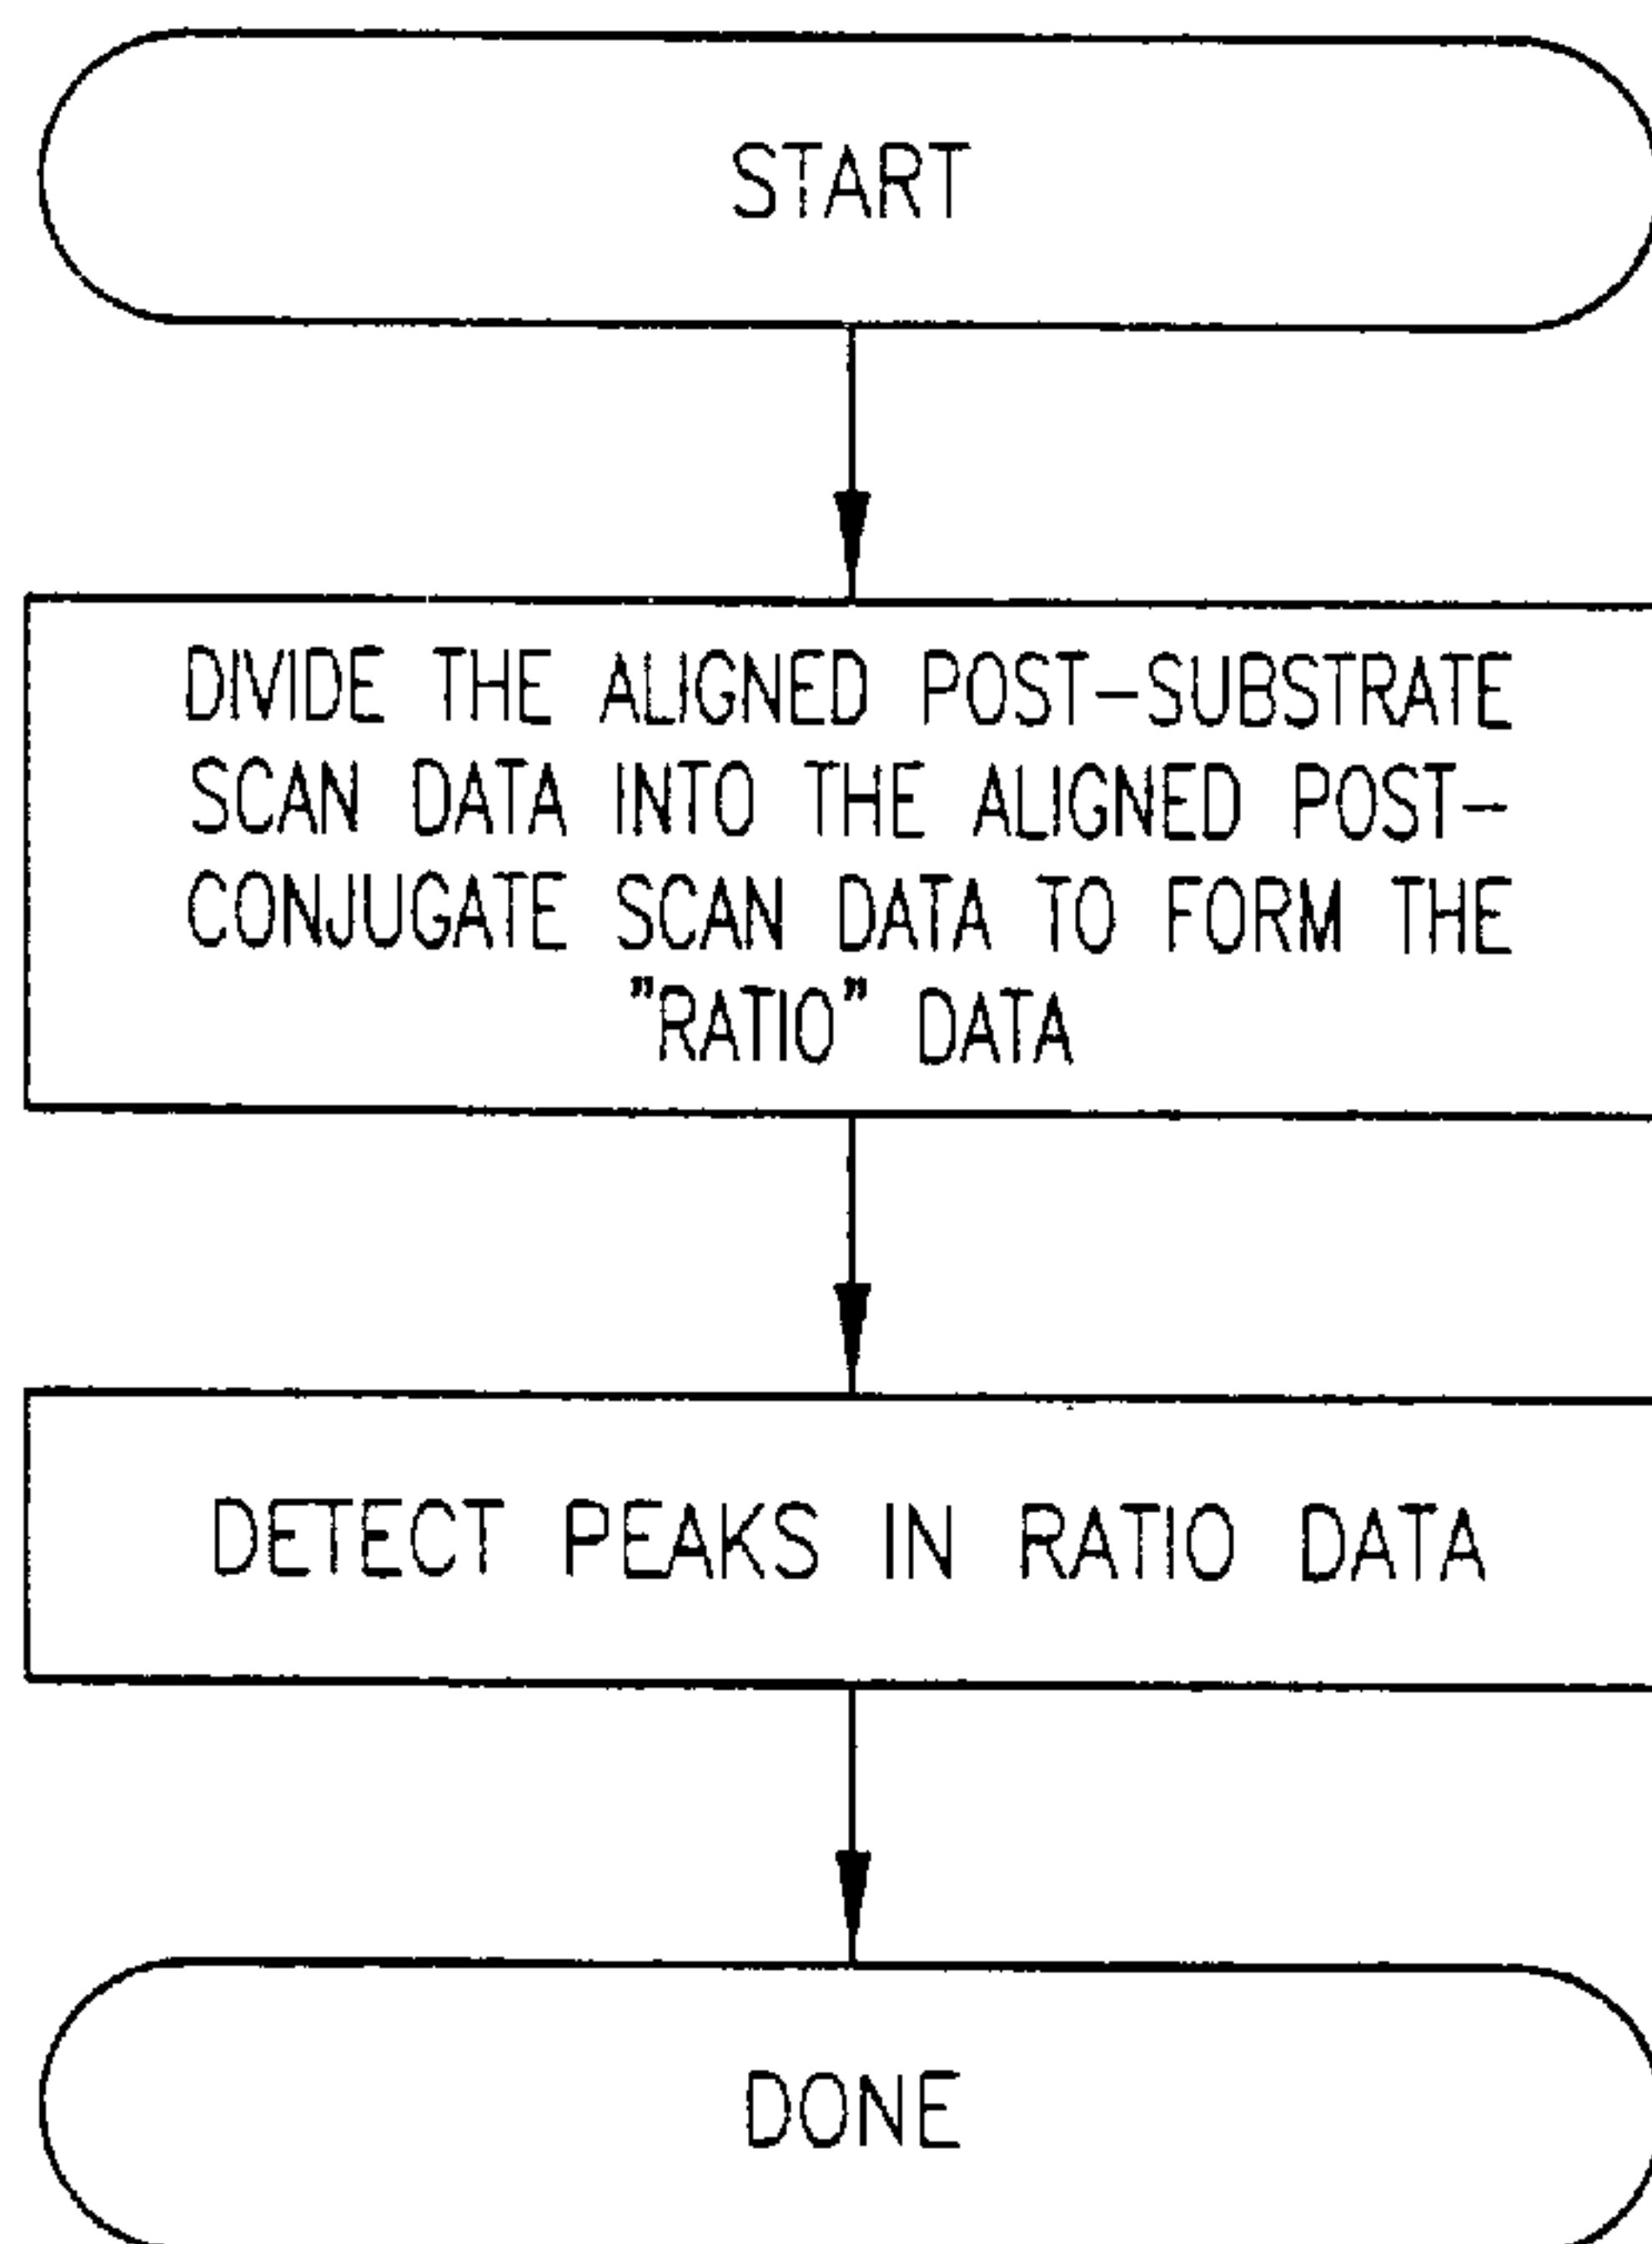 START
DIVIDE THE ALIGNED POST-SUBSTRATE
SCAN DATA INTO THE ALIGNED POST-
CONJUGATE SCAN DATA TO FORM THE
"RATIO" DATA
DETECT PEAKS IN RATIO DATA
DONE